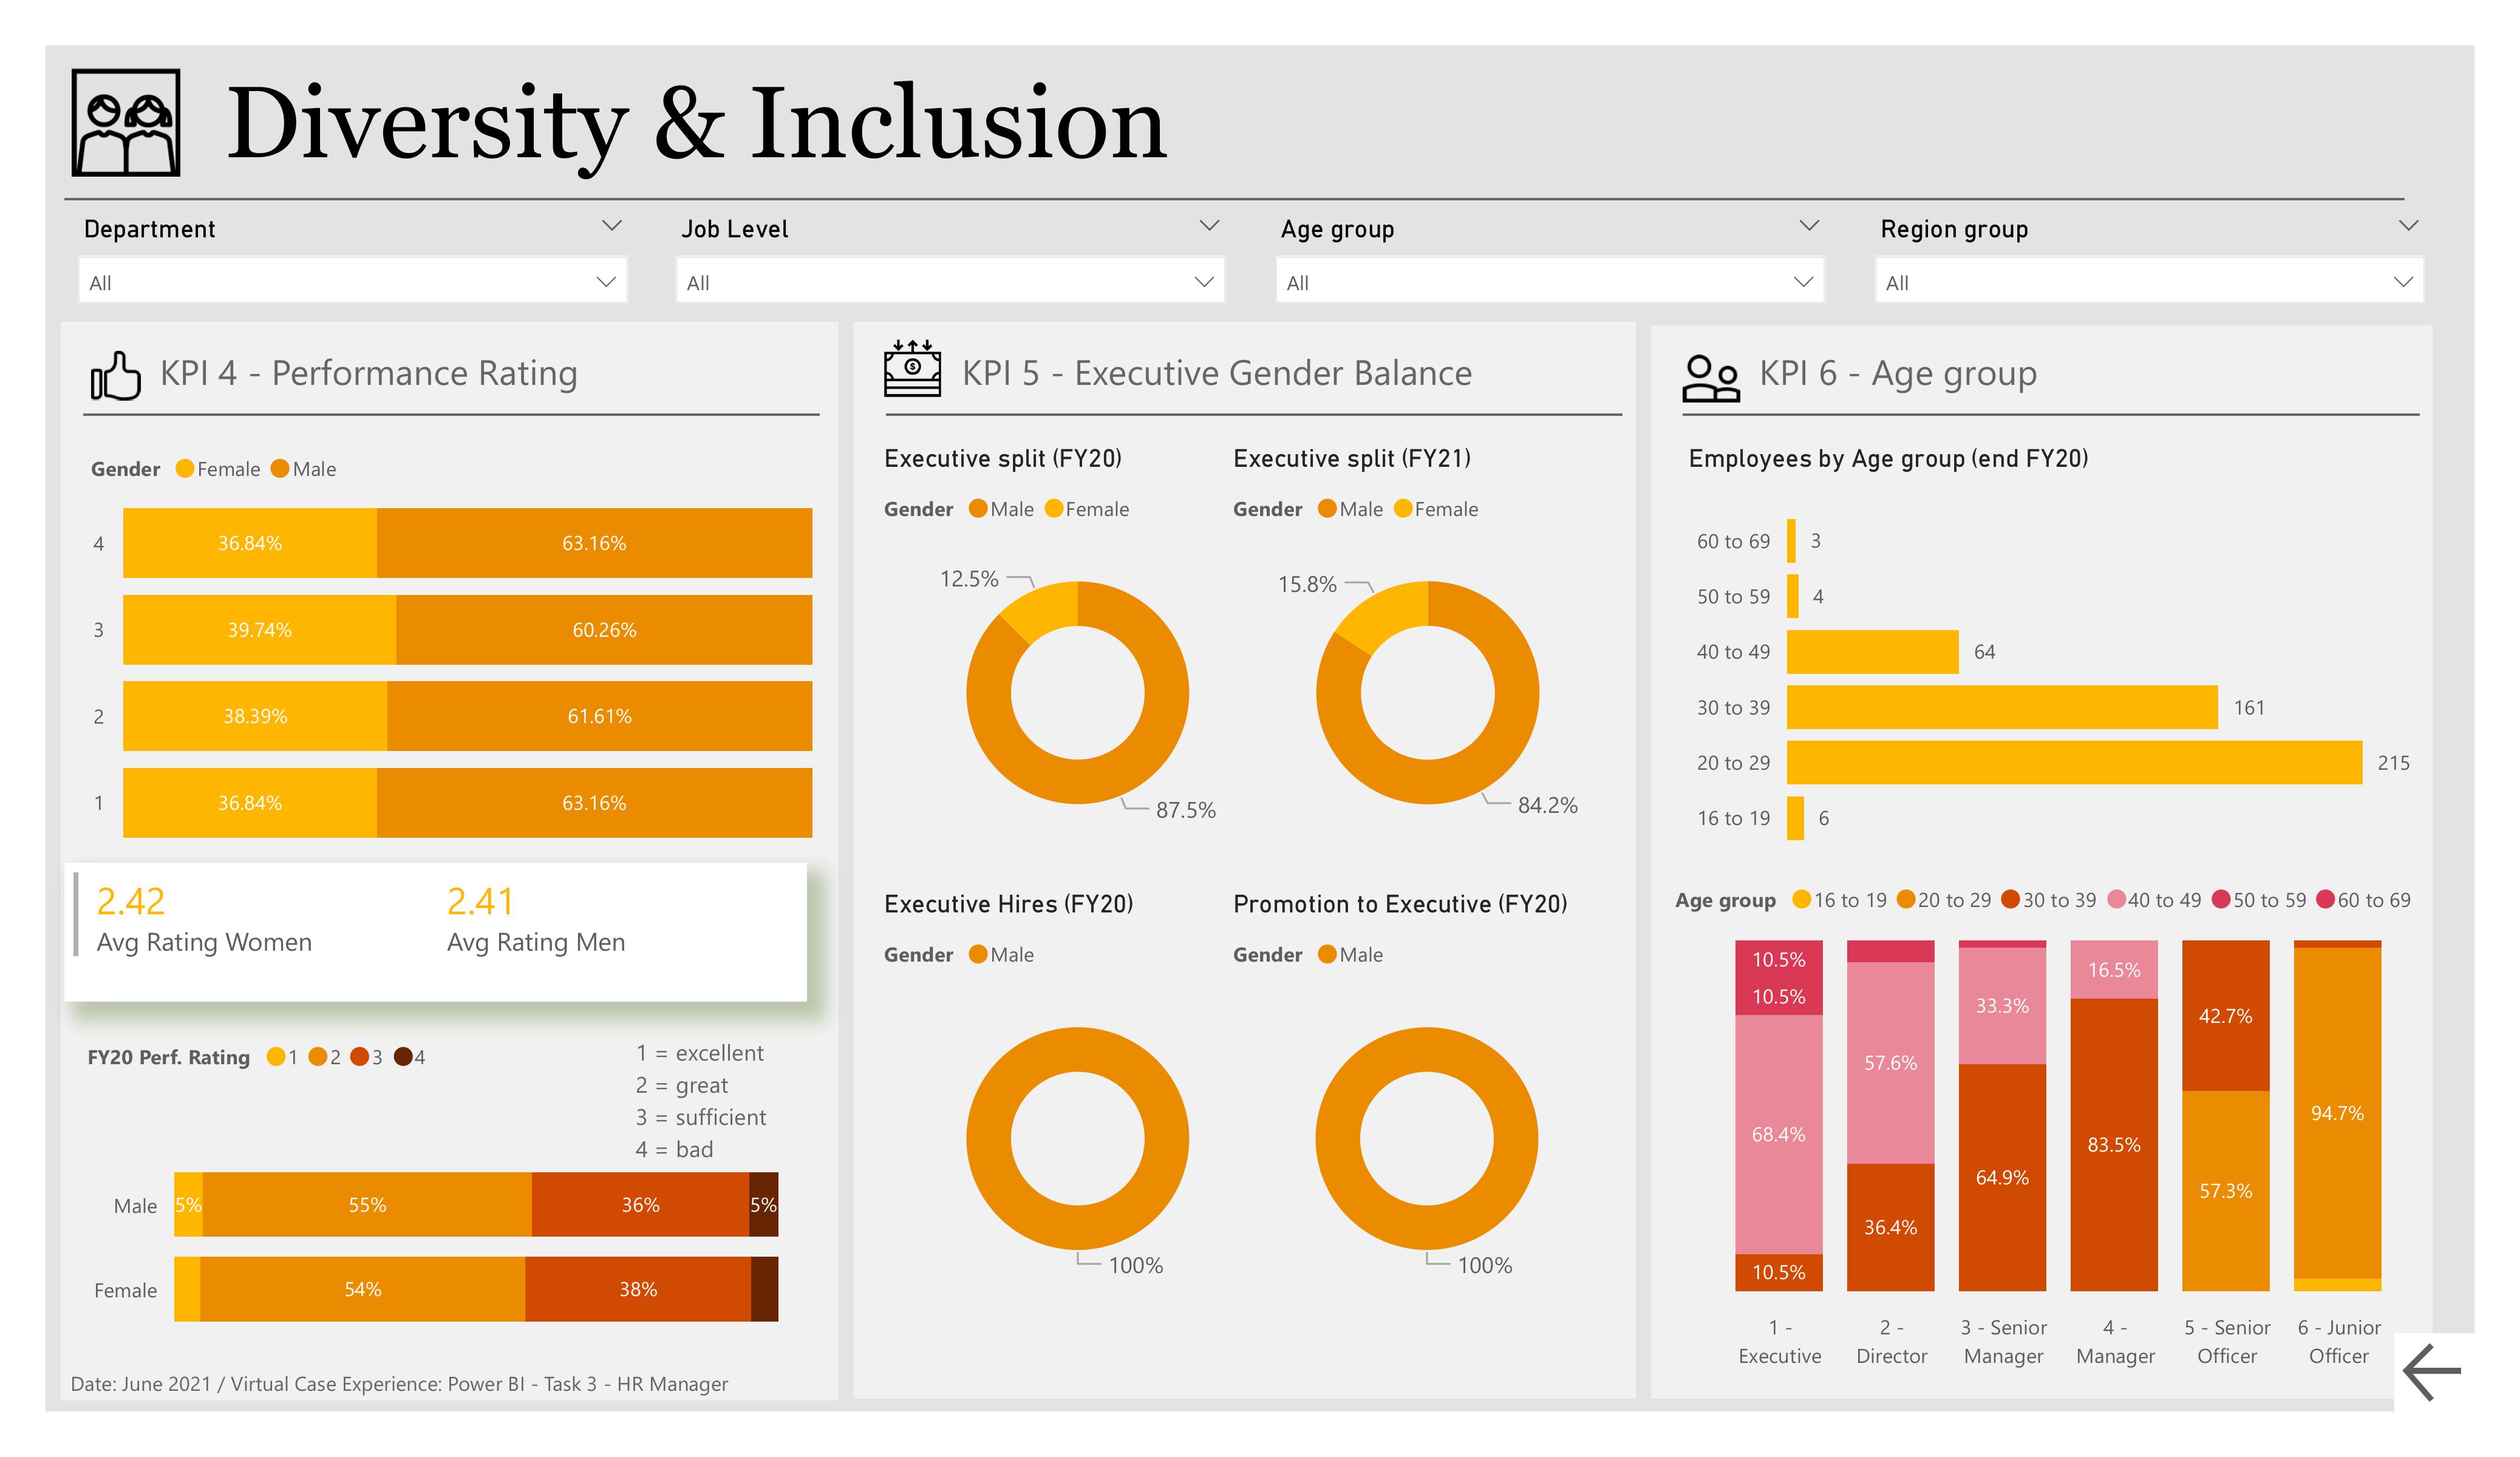 Diversity & Inclusion
Department
Job Level
Age group
Region group
All
All
All
All
KPI 4 - Performance Rating
Gender Female Male
4 36.84% 63.16%
3 39.74% 60.26%
2 38.39% 61.61%
1 36.84% 63.16%
2.42
Avg Rating Women
2.41
Avg Rating Men
FY20 Perf. Rating 1 2 3 4
1 = excellent
2 = great
3 = sufficient
4 = bad
Male 5% 55% 36% 5%
Female 54% 38%
Date: June 2021 / Virtual Case Experience: Power BI - Task 3 - HR Manager
KPI 5 - Executive Gender Balance
Executive split (FY20)
Gender Male Female
12.5%
87.5%
Executive split (FY21)
Gender Male Female
15.8%
84.2%
Executive Hires (FY20)
Gender Male
100%
Promotion to Executive (FY20)
Gender Male
100%
KPI 6 - Age group
Employees by Age group (end FY20)
60 to 69 3
50 to 59 4
40 to 49 64
30 to 39 161
20 to 29 215
16 to 19 6
Age group 16 to 19 20 to 29 30 to 39 40 to 49 50 to 59 60 to 69
10.5%
10.5%
68.4%
10.5%
1 -
Executive
57.6%
36.4%
2 -
Director
33.3%
64.9%
3 - Senior
Manager
16.5%
83.5%
4 -
Manager
42.7%
57.3%
5 - Senior
Officer
94.7%
6 - Junior
Officer